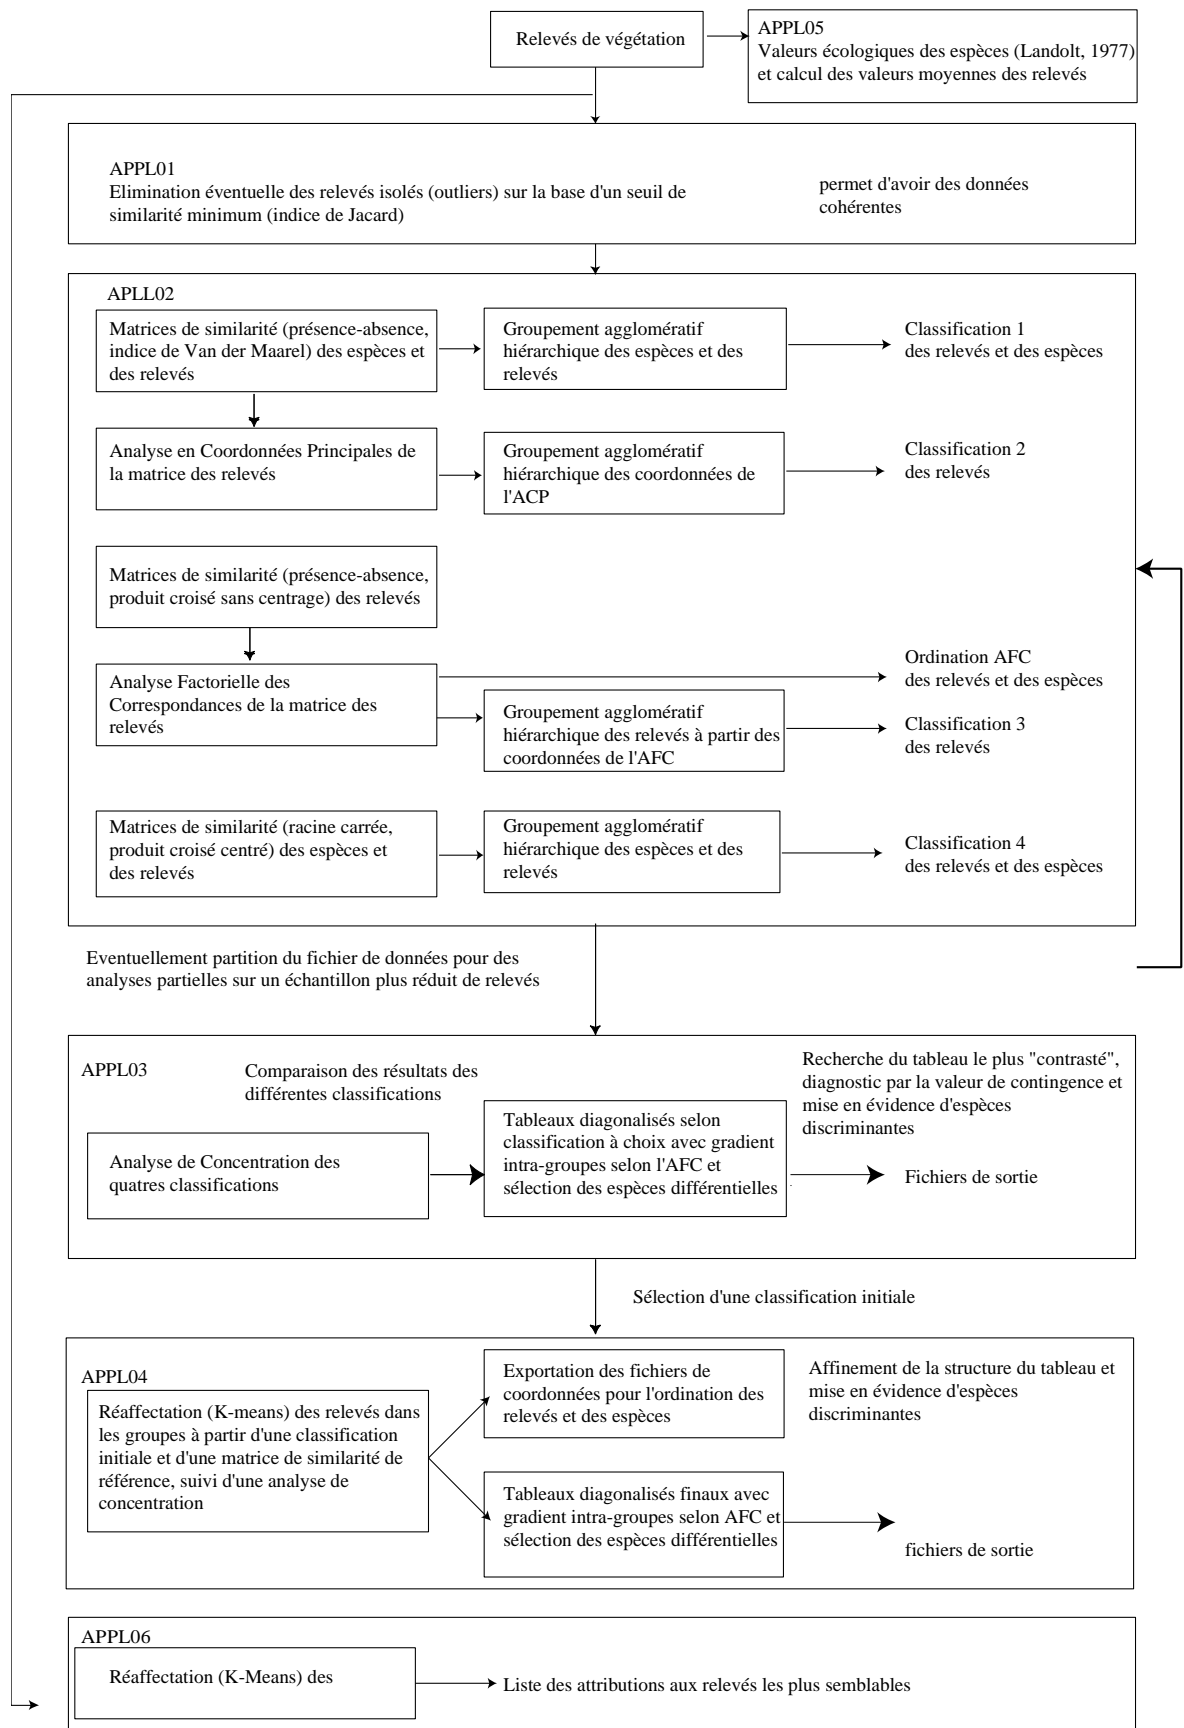 Relevés de végétation
APPL05
Valeurs écologiques des espèces (Landolt, 1977)
et calcul des valeurs moyennes des relevés
APPL01
Elimination éventuelle des relevés isolés (outliers) sur la base d'un seuil de
similarité minimum (indice de Jacard)
permet d'avoir des données
cohérentes
APLL02
Matrices de similarité (présence-absence,
indice de Van der Maarel) des espèces et
des relevés
Groupement agglomératif
hiérarchique des espèces et des
relevés
Classification 1
des relevés et des espèces
Analyse en Coordonnées Principales de
la matrice des relevés
Groupement agglomératif
hiérarchique des coordonnées de
l'ACP
Classification 2
des relevés
Matrices de similarité (présence-absence,
produit croisé sans centrage) des relevés
Analyse Factorielle des
Correspondances de la matrice des
relevés
Ordination AFC
des relevés et des espèces
Groupement agglomératif
hiérarchique des relevés à partir des
coordonnées de l'AFC
Classification 3
des relevés
Matrices de similarité (racine carrée,
produit croisé centré) des espèces et
des relevés
Groupement agglomératif
hiérarchique des espèces et des
relevés
Classification 4
des relevés et des espèces
Eventuellement partition du fichier de données pour des
analyses partielles sur un échantillon plus réduit de relevés
APPL03
Comparaison des résultats des
différentes classifications
Recherche du tableau le plus "contrasté",
diagnostic par la valeur de contingence et
mise en évidence d'espèces
discriminantes
Analyse de Concentration des
quatres classifications
Tableaux diagonalisés selon
classification à choix avec gradient
intra-groupes selon l'AFC et
sélection des espèces différentielles
Fichiers de sortie
Sélection d'une classification initiale
APPL04
Réaffectation (K-means) des relevés dans
les groupes à partir d'une classification
initiale et d'une matrice de similarité de
référence, suivi d'une analyse de
concentration
Exportation des fichiers de
coordonnées pour l'ordination des
relevés et des espèces
Affinement de la structure du tableau et
mise en évidence d'espèces
discriminantes
Tableaux diagonalisés finaux avec
gradient intra-groupes selon AFC et
sélection des espèces différentielles
fichiers de sortie
APPL06
Réaffectation (K-Means) des
Liste des attributions aux relevés les plus semblables